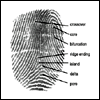 crossover
core
bifurcation
ridge ending
island
delta
pore